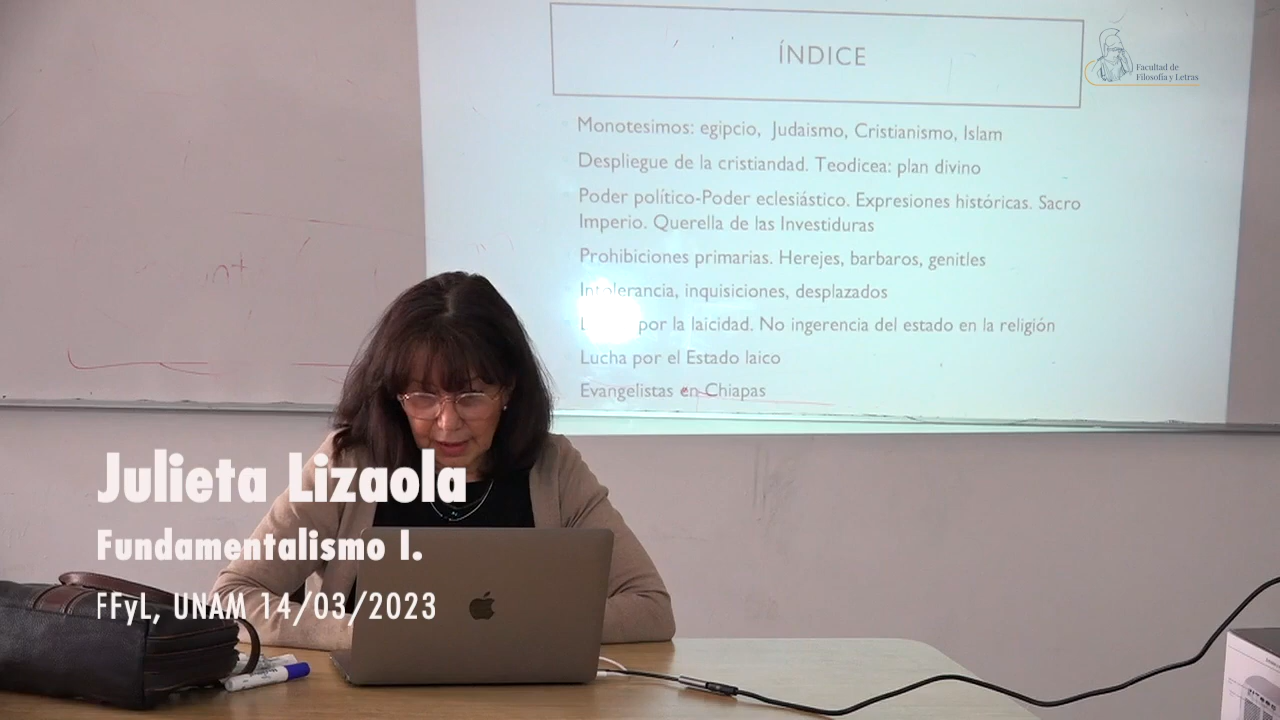 ÍNDICE
Facultad de
Filosofía y Letras
Monotesimos: egipcio, Judaismo, Cristianismo, Islam
Despliegue de la cristiandad. Teodicea: plan divino
Poder político-Poder eclesiástico. Expresiones históricas. Sacro
Imperio. Querella de las Investiduras
Prohibiciones primarias. Herejes, barbaros, genitles
Intolerancia, inquisiciones, desplazados
por la laicidad. No ingerencia del estado en la religión
Lucha por el Estado laico
Evangelistas en Chiapas
Julieta Lizaola
Fundamentalismo I.
FFyL, UNAM 14/03/2023